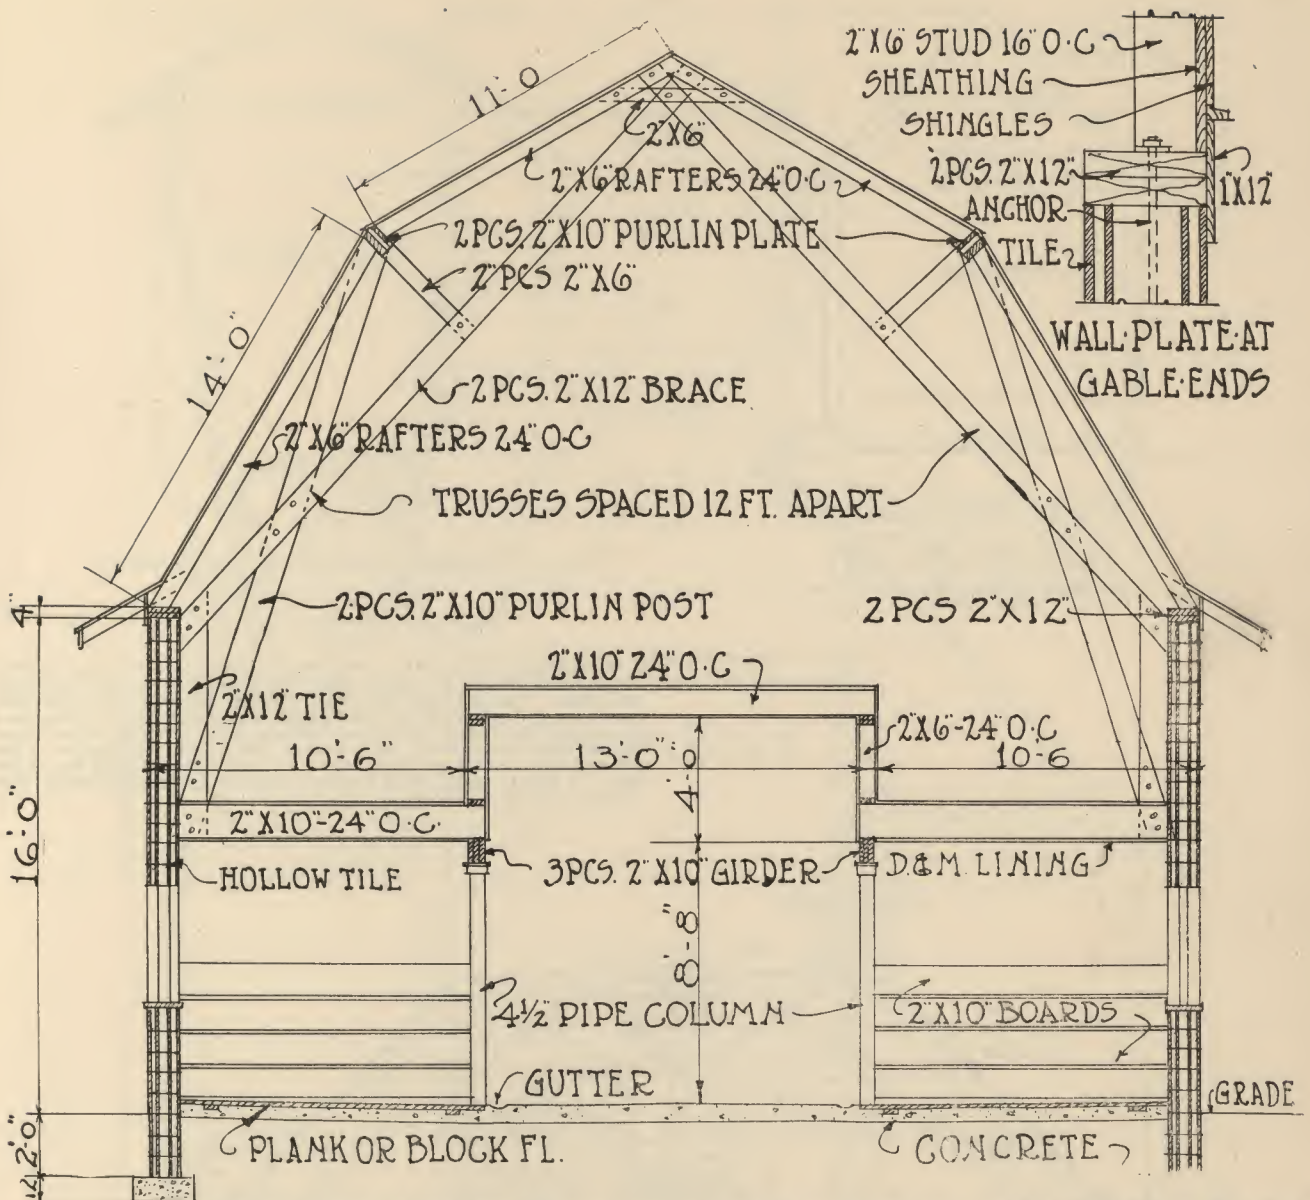 2"X6" STUD 16" O·C
SHEATHING
SHINGLES
2 PCS. 2"X12"
1"X12"
ANCHOR
TILE
WALL·PLATE·AT
GABLE·ENDS
11'-0
2"X6"
2"X6" RAFTERS 24" O·C
2 PCS. 2"X10" PURLIN PLATE
2" PCS 2"X6"
14'-0"
2 PCS. 2"X12" BRACE
2"X6" RAFTERS 24" O·C
TRUSSES SPACED 12 FT. APART
4"
2·PCS. 2"X10" PURLIN POST
2 PCS 2"X12"
2"X10" 24" O·C
2"X12" TIE
2"X6"-24" O·C
10'-6"
13'-0"
4'-0"
10-6
16'-0"
2"X10"-24" O·C·
HOLLOW TILE
3 PCS. 2"X10" GIRDER
D.&M. LINING
8'-8"
4½" PIPE COLUMN
2"X10" BOARDS
GUTTER
GRADE
PLANK OR BLOCK FL.
CONCRETE
2'-0"